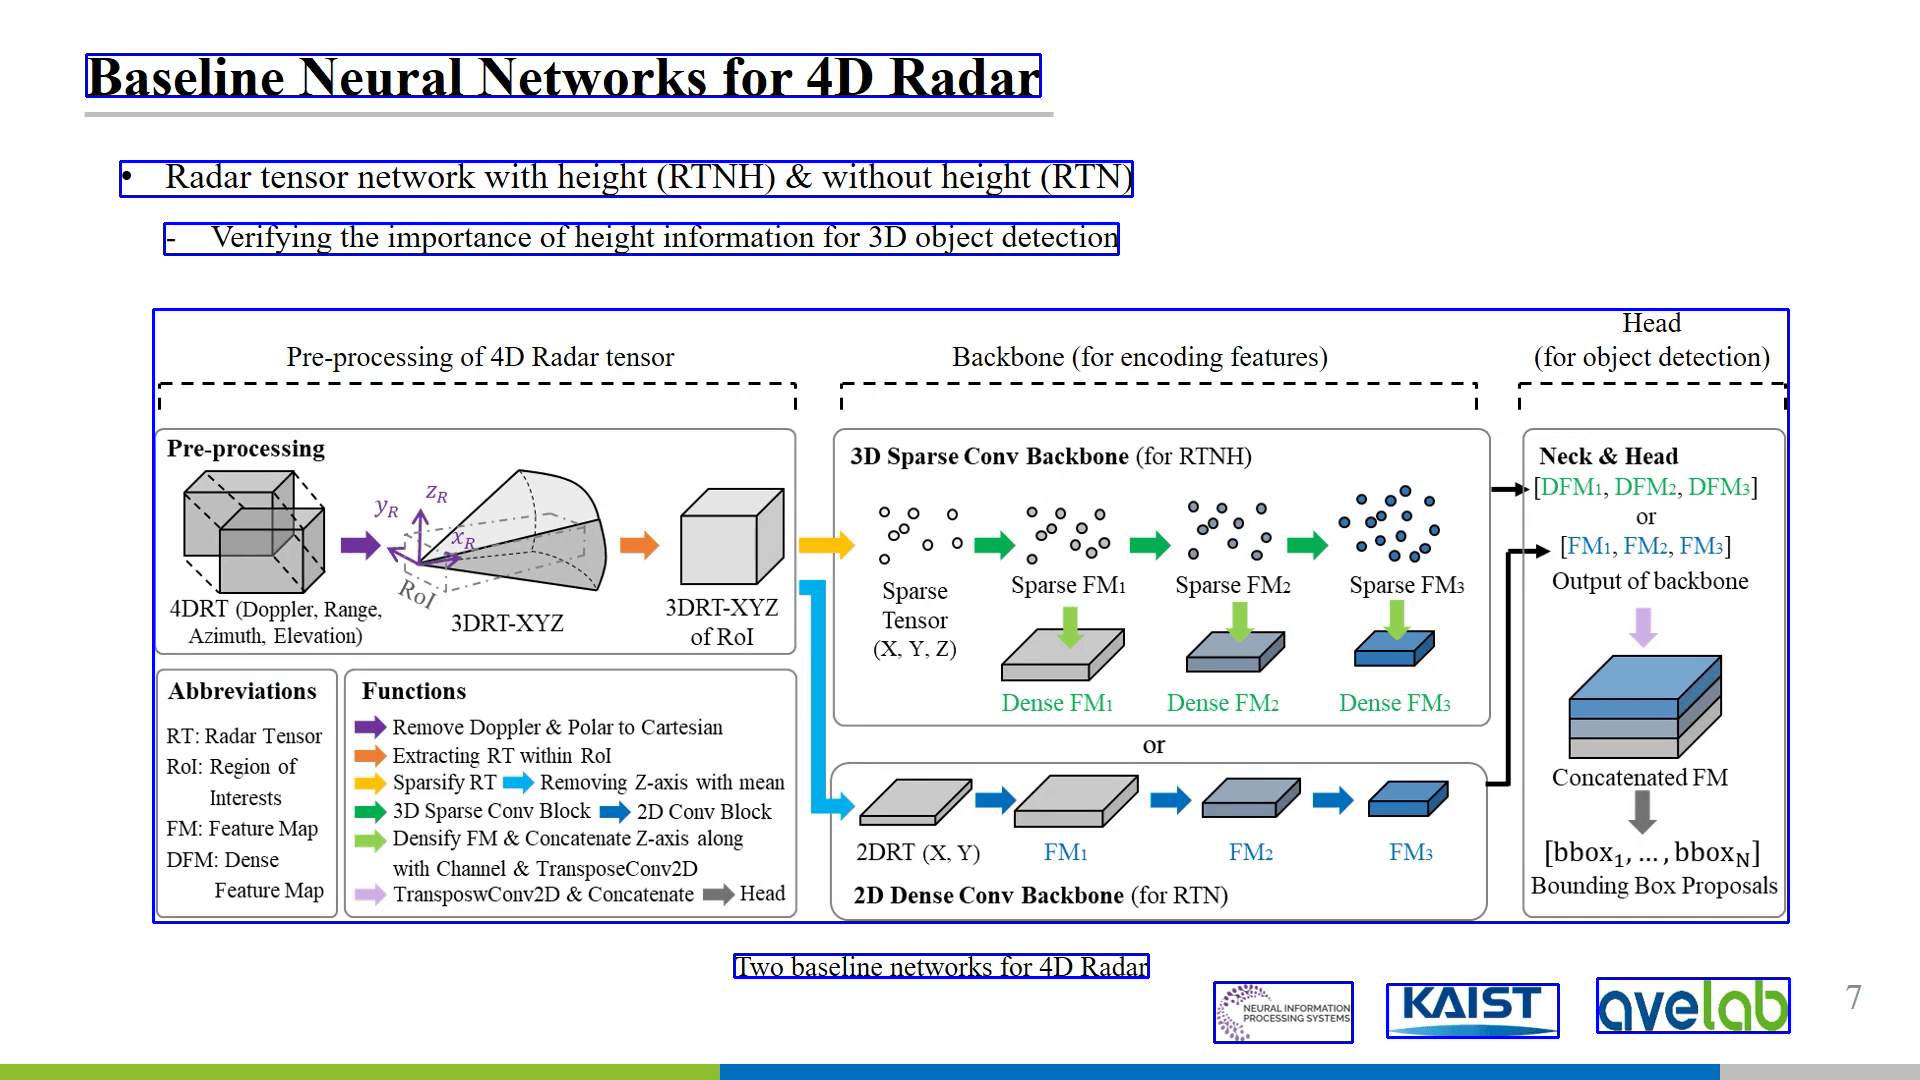 Baseline Neural Networks for 4D Radar
• Radar tensor network with height (RTNH) & without height (RTN)
- Verifying the importance of height information for 3D object detection
Pre-processing of 4D Radar tensor
Backbone (for encoding features)
Head
(for object detection)
Pre-processing
y_R
z_R
x_R
RoI
4DRT (Doppler, Range,
Azimuth, Elevation)
3DRT-XYZ
3DRT-XYZ
of RoI
Abbreviations
RT: Radar Tensor
RoI: Region of
Interests
FM: Feature Map
DFM: Dense
Feature Map
Functions
Remove Doppler & Polar to Cartesian
Extracting RT within RoI
Sparsify RT Removing Z-axis with mean
3D Sparse Conv Block 2D Conv Block
Densify FM & Concatenate Z-axis along
with Channel & TransposeConv2D
TransposwConv2D & Concatenate Head
3D Sparse Conv Backbone (for RTNH)
Sparse
Tensor
(X, Y, Z)
Sparse FM₁ Sparse FM₂ Sparse FM₃
Dense FM₁ Dense FM₂ Dense FM₃
or
2DRT (X, Y) FM₁ FM₂ FM₃
2D Dense Conv Backbone (for RTN)
Neck & Head
[DFM₁, DFM₂, DFM₃]
or
[FM₁, FM₂, FM₃]
Output of backbone
Concatenated FM
[bbox₁, … , bbox_N]
Bounding Box Proposals
Two baseline networks for 4D Radar
NEURAL INFORMATION
PROCESSING SYSTEMS
KAIST
avelab
7